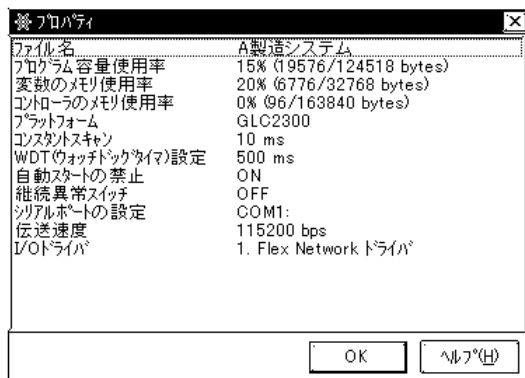 ﾌﾟﾛﾊﾟﾃｨ
ﾌｧｲﾙ名 A製造システム
ﾌﾟﾛｸﾞﾗﾑ容量使用率 15% (19576/124518 bytes)
変数のﾒﾓﾘ使用率 20% (6776/32768 bytes)
ｺﾝﾄﾛｰﾗのﾒﾓﾘ使用率 0% (96/163840 bytes)
ﾌﾟﾗｯﾄﾌｫｰﾑ GLC2300
ｺﾝｽﾀﾝﾄｽｷｬﾝ 10 ms
WDT(ｳｫｯﾁﾄﾞｯｸﾞﾀｲﾏ)設定 500 ms
自動ｽﾀｰﾄの禁止 ON
継続異常ｽｲｯﾁ OFF
ｼﾘｱﾙﾎﾟｰﾄの設定 COM1:
伝送速度 115200 bps
I/Oﾄﾞﾗｲﾊﾞ 1. Flex Network ﾄﾞﾗｲﾊﾞ
OK ﾍﾙﾌﾟ(H)